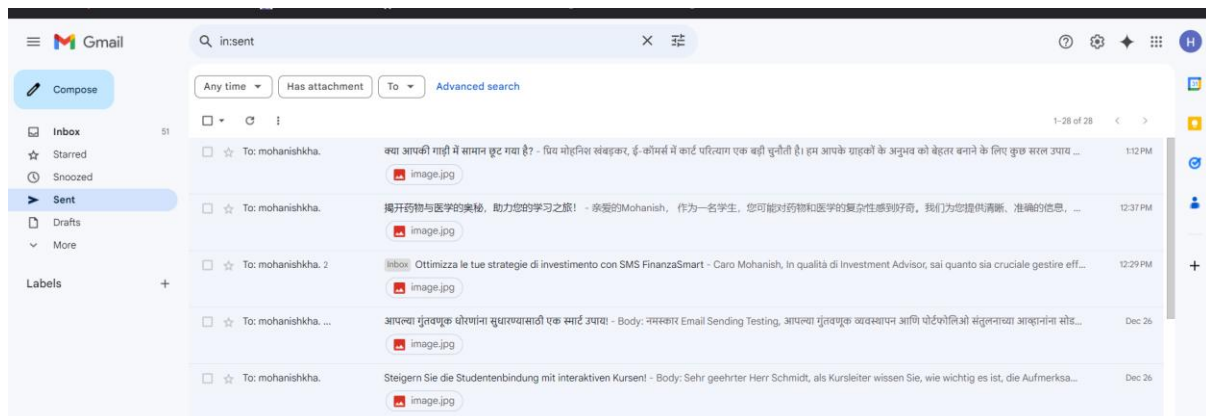 Gmail
in:sent
H
Compose
Any time
Has attachment
To
Advanced search
1–28 of 28
Inbox 51
Starred
Snoozed
Sent
Drafts
More
Labels
To: mohanishkha. क्या आपकी गाड़ी में सामान छूट गया है? - प्रिय मोहनिश खंबड़कर, ई-कॉमर्स में कार्ट परित्याग एक बड़ी चुनौती है। हम आपके ग्राहकों के अनुभव को बेहतर बनाने के लिए कुछ सरल उपाय ... 1:12 PM
image.jpg
To: mohanishkha. 揭开药物与医学的奥秘，助力您的学习之旅！ - 亲爱的Mohanish， 作为一名学生，您可能对药物和医学的复杂性感到好奇。我们为您提供清晰、准确的信息，... 12:37 PM
image.jpg
To: mohanishkha. 2 Inbox Ottimizza le tue strategie di investimento con SMS FinanzaSmart - Caro Mohanish, In qualità di Investment Advisor, sai quanto sia cruciale gestire eff... 12:29 PM
image.jpg
To: mohanishkha. ... आपल्या गुंतवणूक धोरणांना सुधारण्यासाठी एक स्मार्ट उपाय! - Body: नमस्कार Email Sending Testing, आपल्या गुंतवणूक व्यवस्थापन आणि पोर्टफोलिओ संतुलनाच्या आव्हानांना सोड... Dec 26
image.jpg
To: mohanishkha. Steigern Sie die Studentenbindung mit interaktiven Kursen! - Body: Sehr geehrter Herr Schmidt, als Kursleiter wissen Sie, wie wichtig es ist, die Aufmerksa... Dec 26
image.jpg